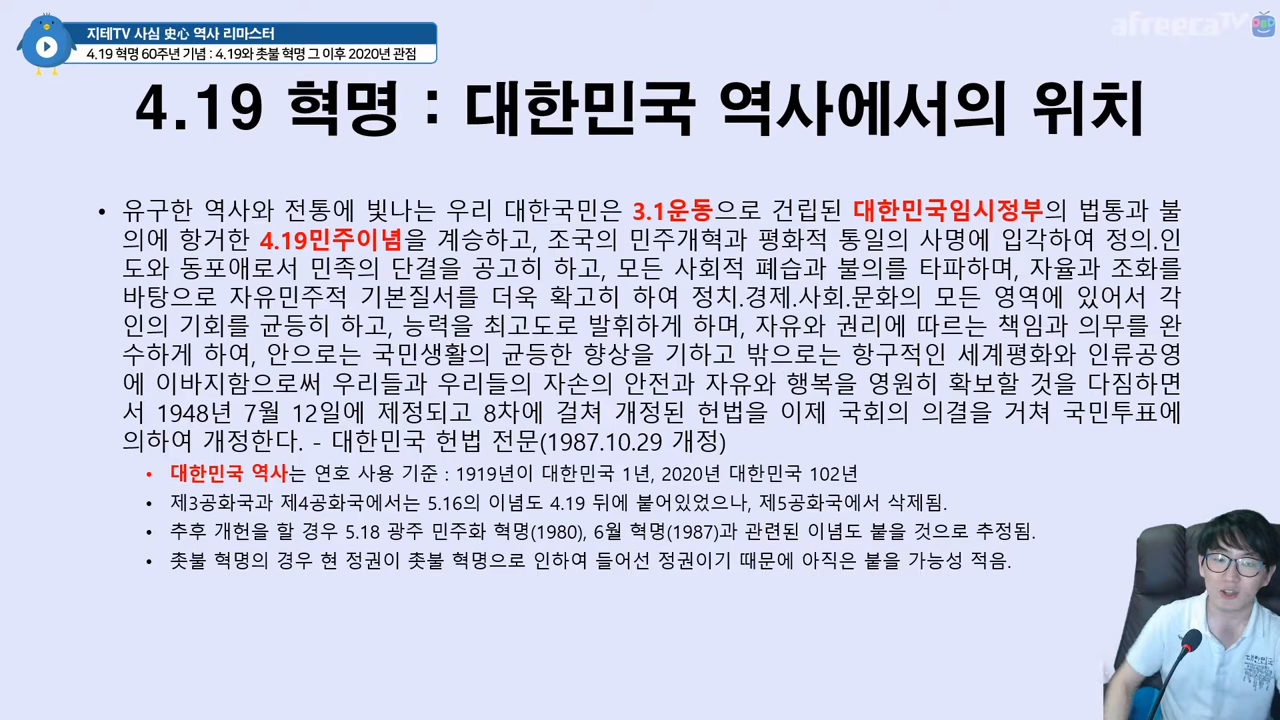 지테TV 사심 史心 역사 리마스터
4.19 혁명 60주년 기념 : 4.19와 촛불 혁명 그 이후 2020년 관점
afreecaTV
4.19 혁명 : 대한민국 역사에서의 위치
• 유구한 역사와 전통에 빛나는 우리 대한국민은 3.1운동으로 건립된 대한민국임시정부의 법통과 불
의에 항거한 4.19민주이념을 계승하고, 조국의 민주개혁과 평화적 통일의 사명에 입각하여 정의.인
도와 동포애로서 민족의 단결을 공고히 하고, 모든 사회적 폐습과 불의를 타파하며, 자율과 조화를
바탕으로 자유민주적 기본질서를 더욱 확고히 하여 정치.경제.사회.문화의 모든 영역에 있어서 각
인의 기회를 균등히 하고, 능력을 최고도로 발휘하게 하며, 자유와 권리에 따르는 책임과 의무를 완
수하게 하여, 안으로는 국민생활의 균등한 향상을 기하고 밖으로는 항구적인 세계평화와 인류공영
에 이바지함으로써 우리들과 우리들의 자손의 안전과 자유와 행복을 영원히 확보할 것을 다짐하면
서 1948년 7월 12일에 제정되고 8차에 걸쳐 개정된 헌법을 이제 국회의 의결을 거쳐 국민투표에
의하여 개정한다. - 대한민국 헌법 전문(1987.10.29 개정)
• 대한민국 역사는 연호 사용 기준 : 1919년이 대한민국 1년, 2020년 대한민국 102년
• 제3공화국과 제4공화국에서는 5.16의 이념도 4.19 뒤에 붙어있었으나, 제5공화국에서 삭제됨.
• 추후 개헌을 할 경우 5.18 광주 민주화 혁명(1980), 6월 혁명(1987)과 관련된 이념도 붙을 것으로 추정됨.
• 촛불 혁명의 경우 현 정권이 촛불 혁명으로 인하여 들어선 정권이기 때문에 아직은 붙을 가능성 적음.